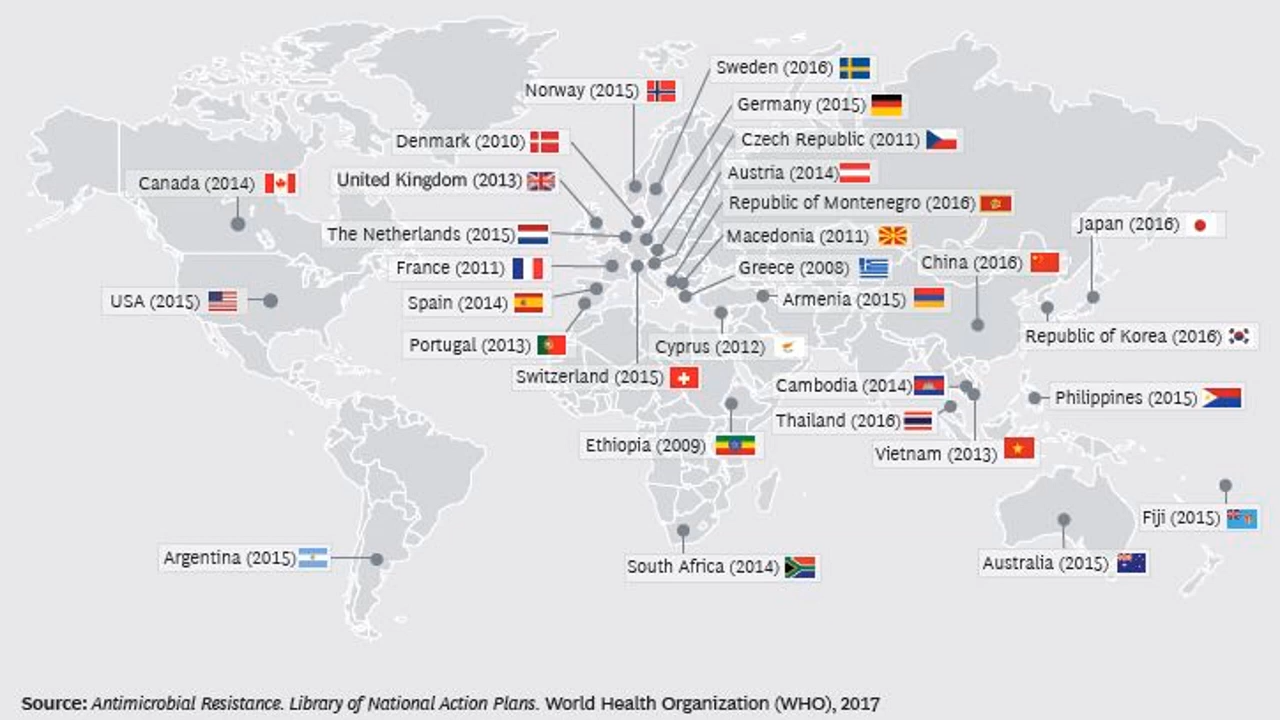 Sweden (2016)
Norway (2015)
Germany (2015)
Denmark (2010)
Czech Republic (2011)
Canada (2014)
United Kingdom (2013)
Austria (2014)
Republic of Montenegro (2016)
The Netherlands (2015)
Macedonia (2011)
Japan (2016)
France (2011)
Greece (2008)
China (2016)
USA (2015)
Spain (2014)
Armenia (2015)
Portugal (2013)
Cyprus (2012)
Republic of Korea (2016)
Switzerland (2015)
Cambodia (2014)
Philippines (2015)
Thailand (2016)
Ethiopia (2009)
Vietnam (2013)
Fiji (2015)
Argentina (2015)
South Africa (2014)
Australia (2015)
Source: Antimicrobial Resistance. Library of National Action Plans. World Health Organization (WHO), 2017